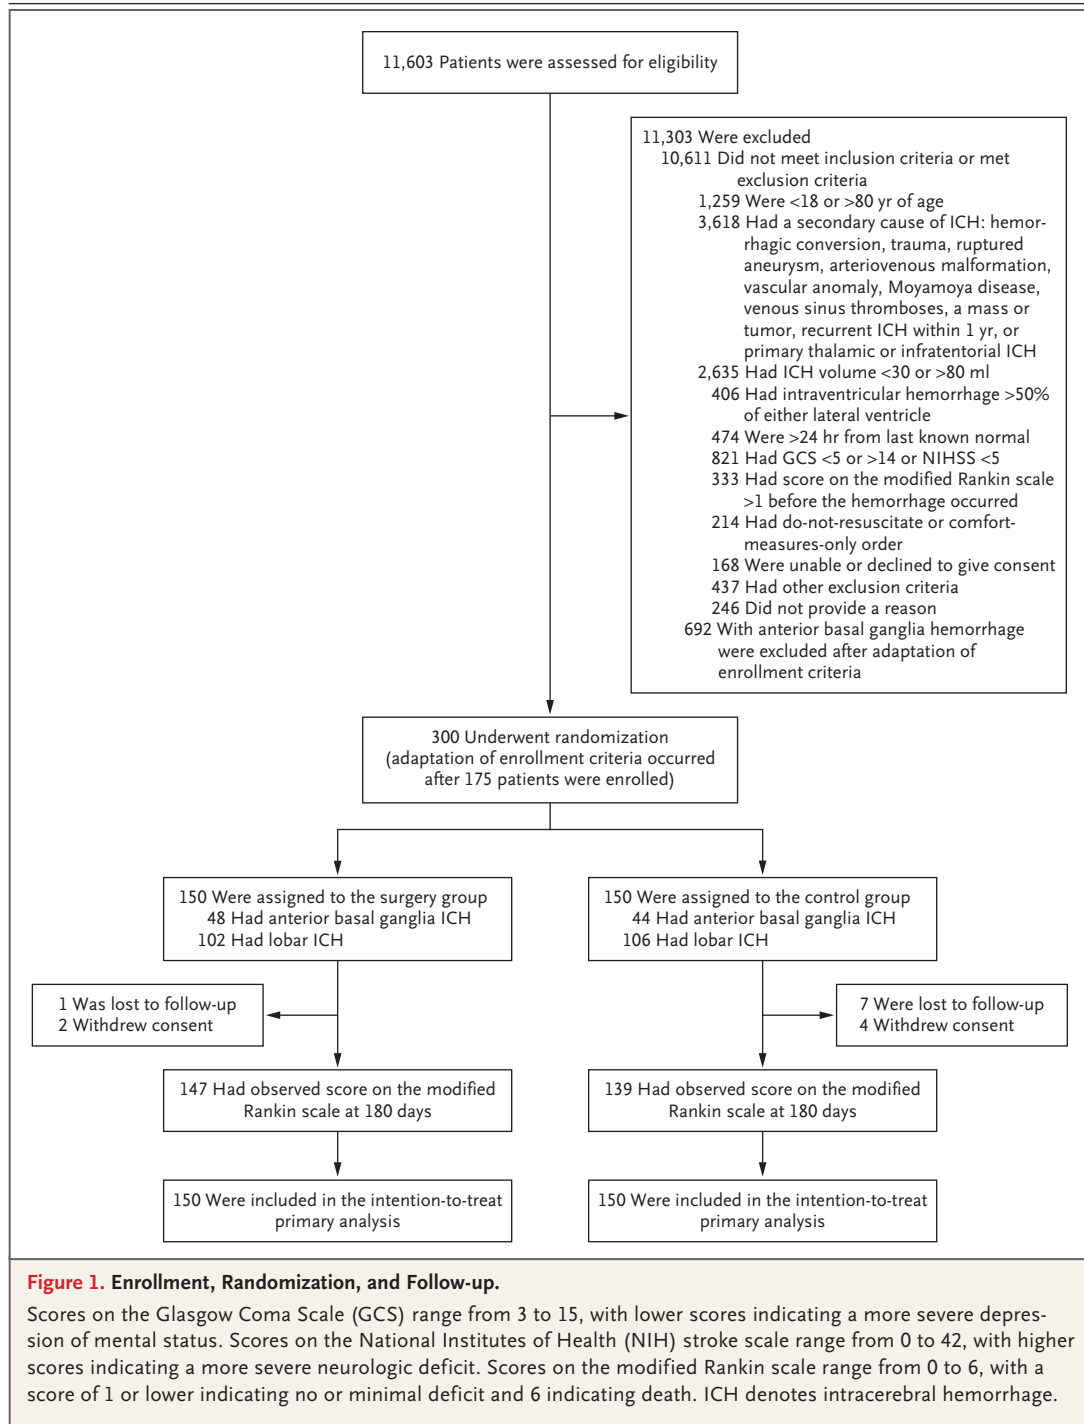 11,603 Patients were assessed for eligibility
11,303 Were excluded
10,611 Did not meet inclusion criteria or met
exclusion criteria
1,259 Were <18 or >80 yr of age
3,618 Had a secondary cause of ICH: hemor-
rhagic conversion, trauma, ruptured
aneurysm, arteriovenous malformation,
vascular anomaly, Moyamoya disease,
venous sinus thromboses, a mass or
tumor, recurrent ICH within 1 yr, or
primary thalamic or infratentorial ICH
2,635 Had ICH volume <30 or >80 ml
406 Had intraventricular hemorrhage >50%
of either lateral ventricle
474 Were >24 hr from last known normal
821 Had GCS <5 or >14 or NIHSS <5
333 Had score on the modified Rankin scale
>1 before the hemorrhage occurred
214 Had do-not-resuscitate or comfort-
measures-only order
168 Were unable or declined to give consent
437 Had other exclusion criteria
246 Did not provide a reason
692 With anterior basal ganglia hemorrhage
were excluded after adaptation of
enrollment criteria
300 Underwent randomization
(adaptation of enrollment criteria occurred
after 175 patients were enrolled)
150 Were assigned to the surgery group
48 Had anterior basal ganglia ICH
102 Had lobar ICH
150 Were assigned to the control group
44 Had anterior basal ganglia ICH
106 Had lobar ICH
1 Was lost to follow-up
2 Withdrew consent
7 Were lost to follow-up
4 Withdrew consent
147 Had observed score on the modified
Rankin scale at 180 days
139 Had observed score on the modified
Rankin scale at 180 days
150 Were included in the intention-to-treat
primary analysis
150 Were included in the intention-to-treat
primary analysis
Figure 1. Enrollment, Randomization, and Follow-up.
Scores on the Glasgow Coma Scale (GCS) range from 3 to 15, with lower scores indicating a more severe depres-
sion of mental status. Scores on the National Institutes of Health (NIH) stroke scale range from 0 to 42, with higher
scores indicating a more severe neurologic deficit. Scores on the modified Rankin scale range from 0 to 6, with a
score of 1 or lower indicating no or minimal deficit and 6 indicating death. ICH denotes intracerebral hemorrhage.